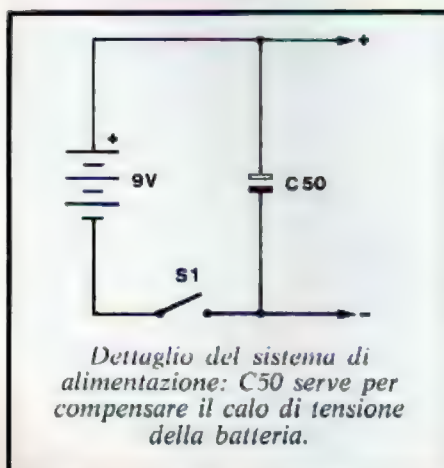 +
+
9V
C50
S1
-
Dettaglio del sistema di
alimentazione: C50 serve per
compensare il calo di tensione
della batteria.